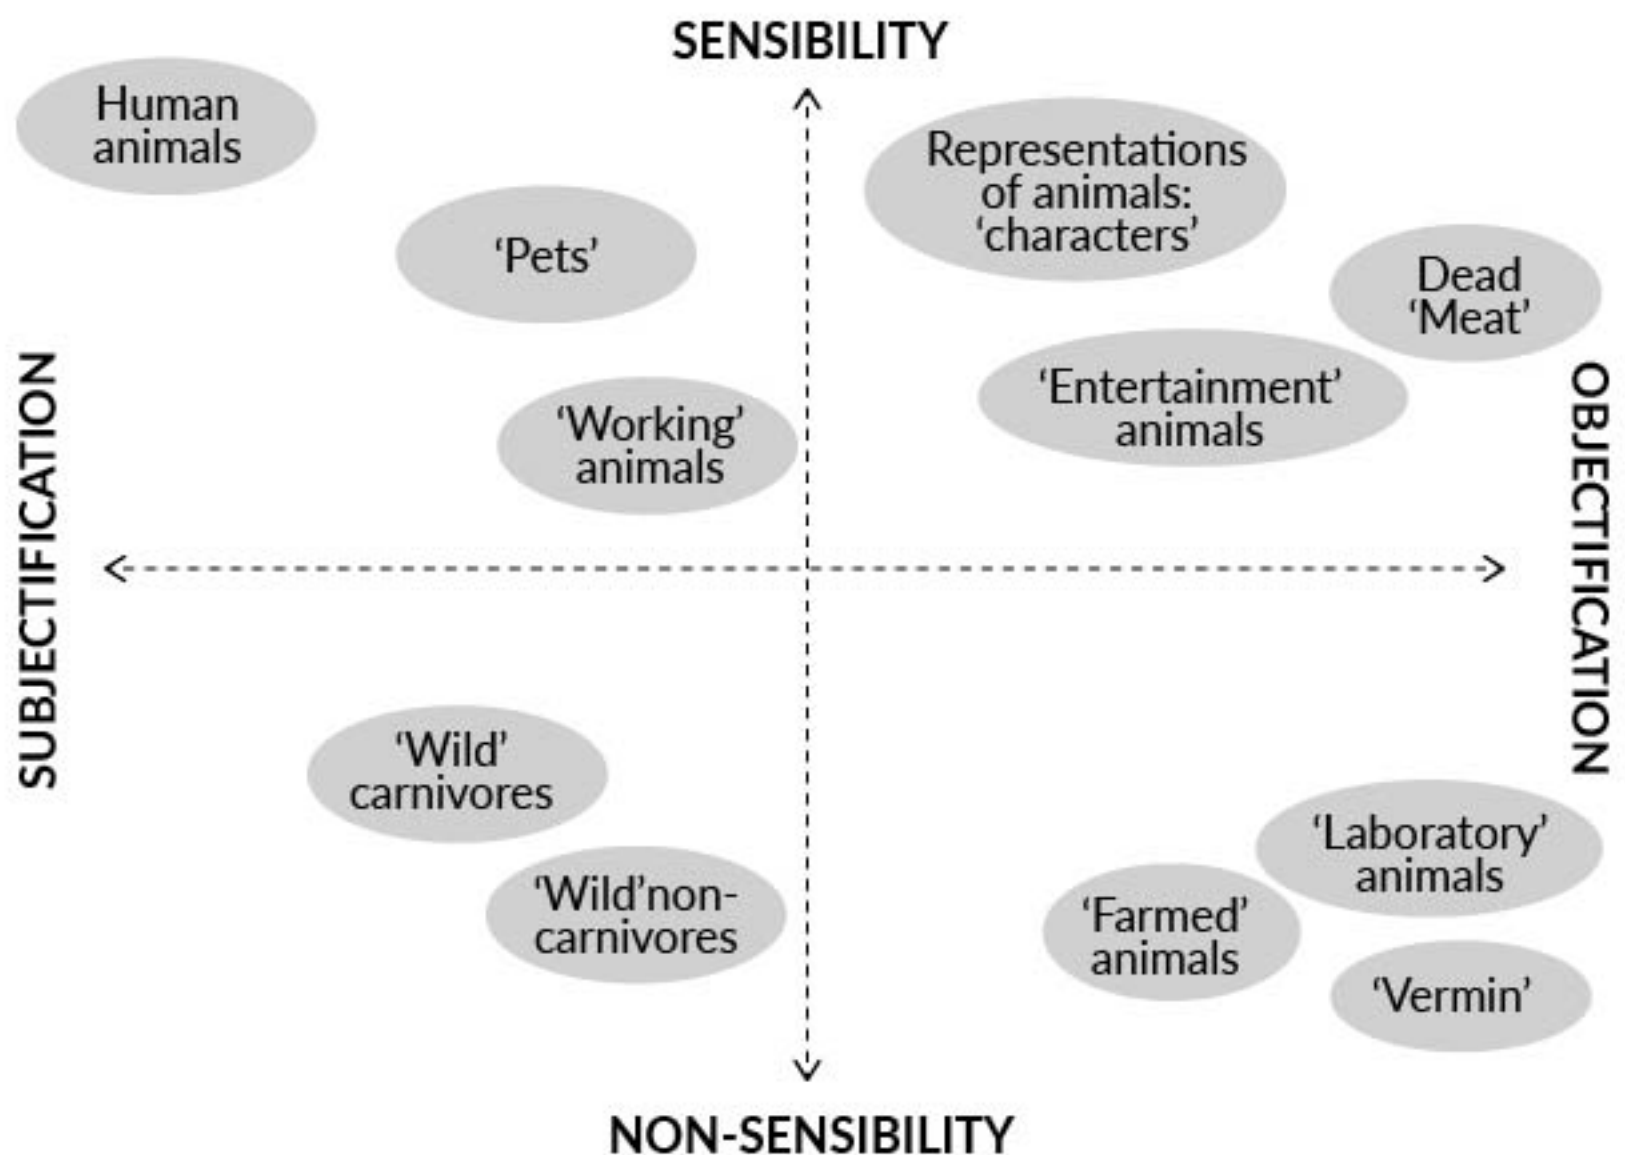 SENSIBILITY
Human
animals
Representations
of animals:
‘characters’
‘Pets’
Dead
‘Meat’
‘Entertainment’
animals
‘Working’
animals
SUBJECTIFICATION
OBJECTIFICATION
‘Wild’
carnivores
‘Wild’non-
carnivores
‘Laboratory’
animals
‘Farmed’
animals
‘Vermin’
NON-SENSIBILITY